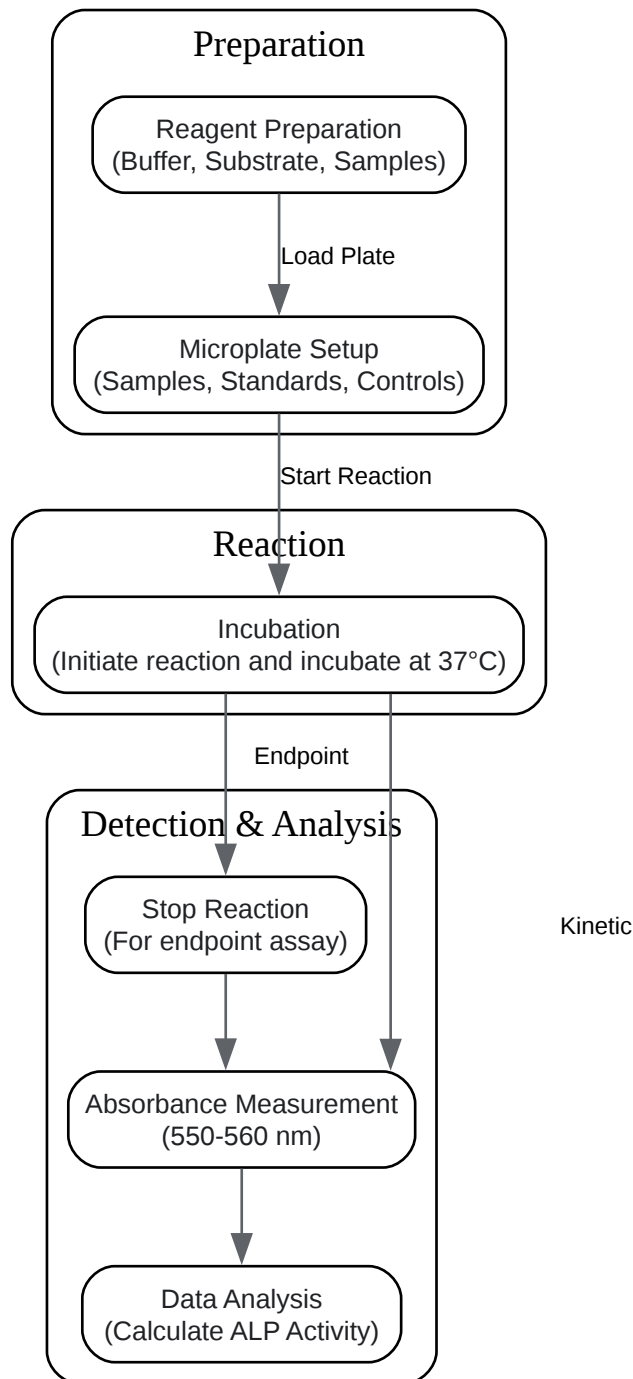 Preparation
Reagent Preparation
(Buffer, Substrate, Samples)
Load Plate
Microplate Setup
(Samples, Standards, Controls)
Start Reaction
Reaction
Incubation
(Initiate reaction and incubate at 37°C)
Endpoint
Detection & Analysis
Stop Reaction
(For endpoint assay)
Kinetic
Absorbance Measurement
(550-560 nm)
Data Analysis
(Calculate ALP Activity)